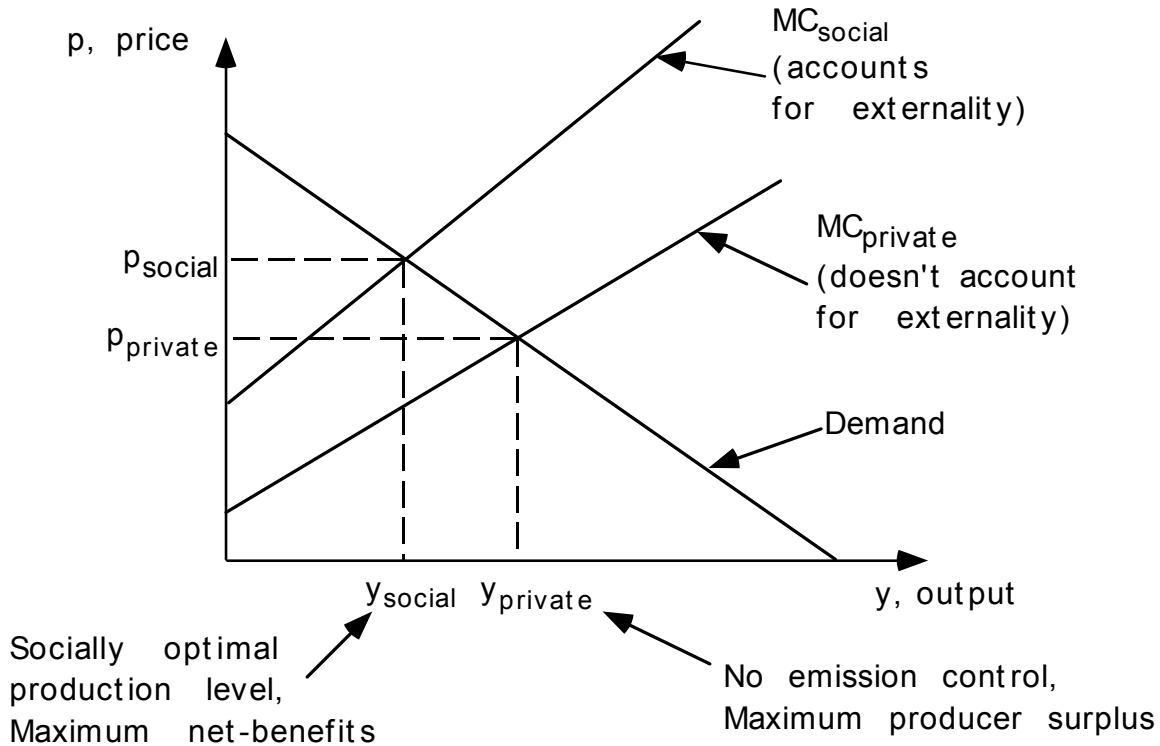 MCsocial
p, price
(accounts
for externality)
MCprivate
psocial
(doesn't account
for externality)
pprivate
Demand
ysocial yprivate
y, output
Socially optimal
production level,
Maximum net-benefits
No emission control,
Maximum producer surplus